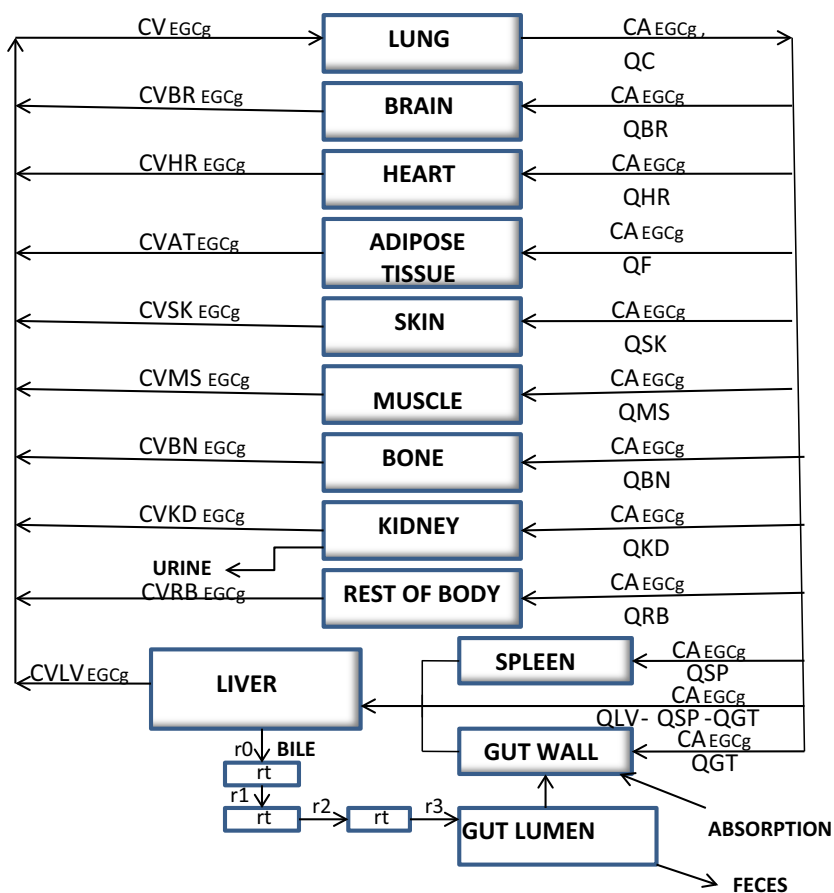 CV EGCg
LUNG
CA EGCg ,
QC
CVBR EGCg
BRAIN
CA EGCg
QBR
CVHR EGCg
HEART
CA EGCg
QHR
CVAT EGCg
ADIPOSE
TISSUE
CA EGCg
QF
CVSK EGCg
SKIN
CA EGCg
QSK
CVMS EGCg
MUSCLE
CA EGCg
QMS
CVBN EGCg
BONE
CA EGCg
QBN
CVKD EGCg
KIDNEY
CA EGCg
QKD
URINE
CVRB EGCg
REST OF BODY
CA EGCg
QRB
SPLEEN
CA EGCg
QSP
CVLV EGCg
LIVER
CA EGCg
QLV - QSP -QGT
GUT WALL
CA EGCg
QGT
r0 BILE
rt
r1
rt
r2
rt
r3
GUT LUMEN
ABSORPTION
FECES